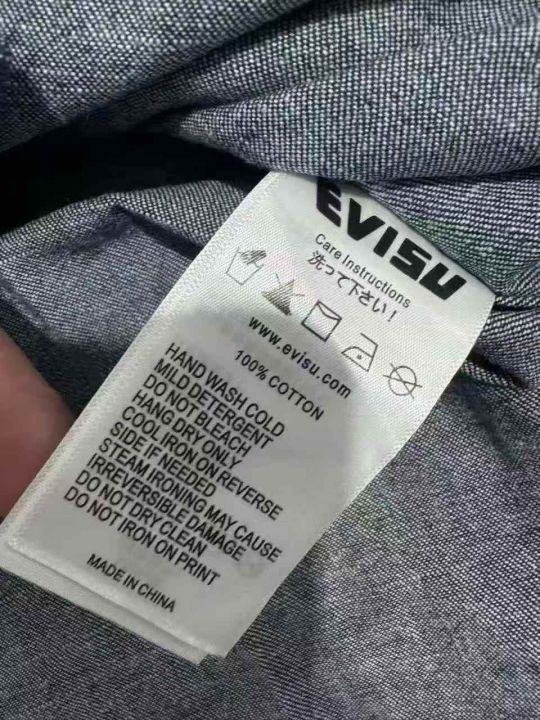 EVISU
Care Instructions
洗って下さい!
www.evisu.com
100% COTTON
HAND WASH COLD
MILD DETERGENT
DO NOT BLEACH
HANG DRY ONLY
COOL IRON ON REVERSE
SIDE IF NEEDED
STEAM IRONING MAY CAUSE
IRREVERSIBLE DAMAGE
DO NOT DRY CLEAN
DO NOT IRON ON PRINT
MADE IN CHINA